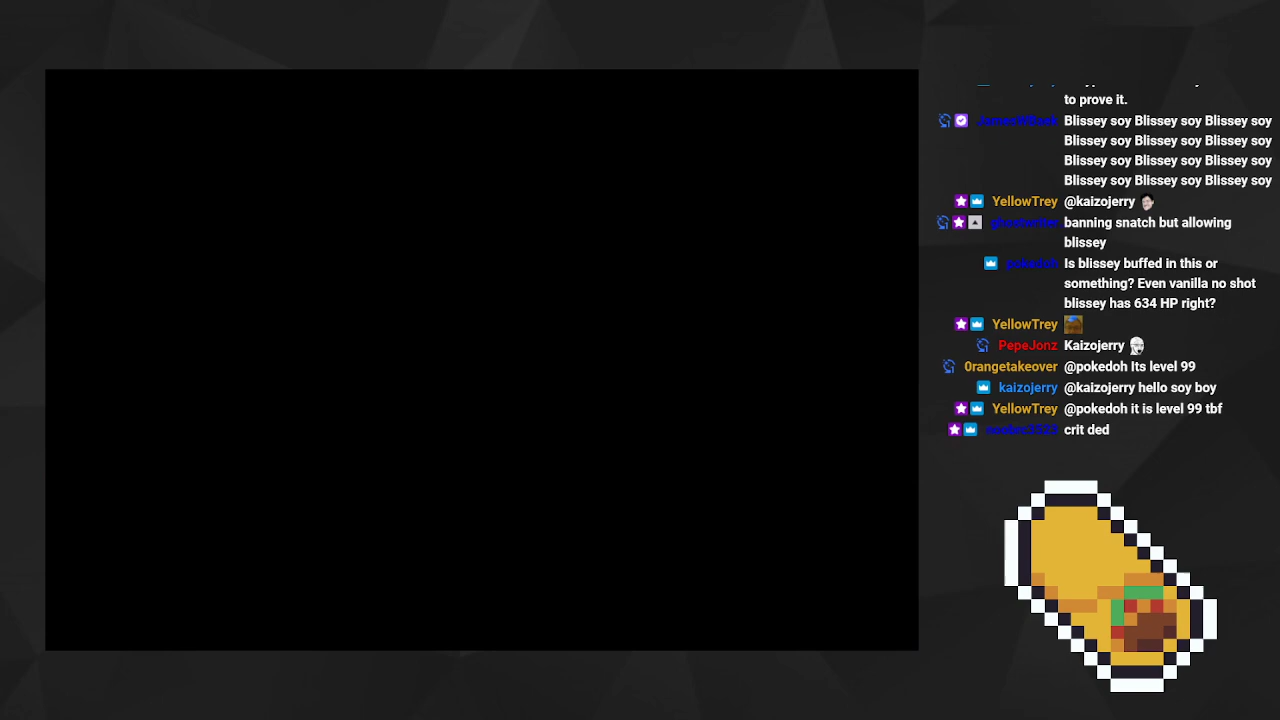 to prove it.
JamesWBask Blissey soy Blissey soy Blissey soy
Blissey soy Blissey soy Blissey soy
Blissey soy Blissey soy Blissey soy
Blissey soy Blissey soy Blissey soy
YellowTrey @kaizojerry
banning snatch but allowing
blissey
pokedoh Is blissey buffed in this or
something? Even vanilla no shot
blissey has 634 HP right?
YellowTrey
PepeJonz Kaizojerry
0rangetakeover @pokedoh Its level 99
kaizojerry @kaizojerry hello soy boy
YellowTrey @pokedoh it is level 99 tbf
crit ded